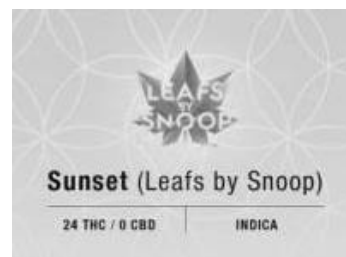 LEAFS
BY
SNOOP
Sunset (Leafs by Snoop)
24 THC / 0 CBD
INDICA